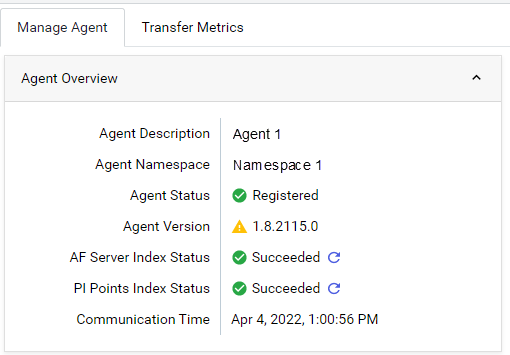 Manage Agent Transfer Metrics
Agent Overview
Agent Description Agent 1
Agent Namespace Namespace 1
Agent Status Registered
Agent Version 1.8.2115.0
AF Server Index Status Succeeded
PI Points Index Status Succeeded
Communication Time Apr 4, 2022, 1:00:56 PM